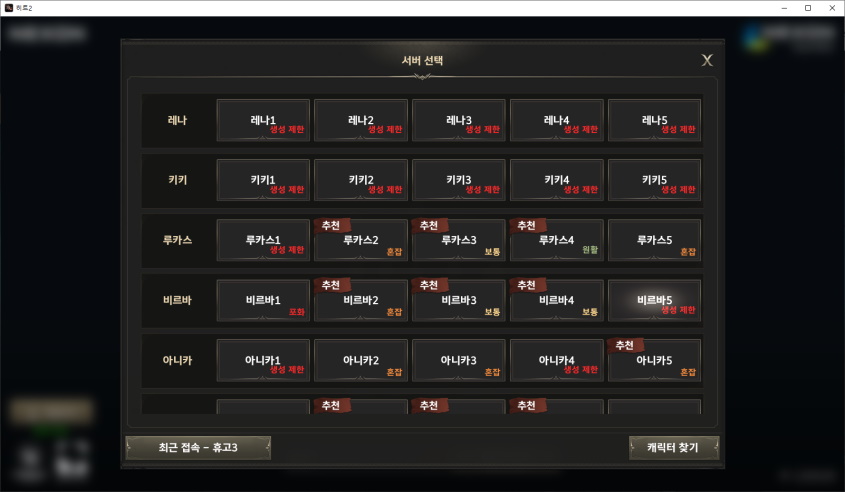 히트2
서버 선택
X
레나 레나1 레나2 레나3 레나4 레나5
생성 제한 생성 제한 생성 제한 생성 제한 생성 제한
키키 키키1 키키2 키키3 키키4 키키5
생성 제한 생성 제한 생성 제한 생성 제한 생성 제한
추천 추천 추천
루카스 루카스1 루카스2 루카스3 루카스4 루카스5
생성 제한 혼잡 보통 원활 혼잡
추천 추천 추천
비르바 비르바1 비르바2 비르바3 비르바4 비르바5
포화 혼잡 보통 보통 생성 제한
추천
아니카 아니카1 아니카2 아니카3 아니카4 아니카5
생성 제한 혼잡 혼잡 생성 제한 혼잡
추천 추천 추천
최근 접속 - 휴고3 캐릭터 찾기